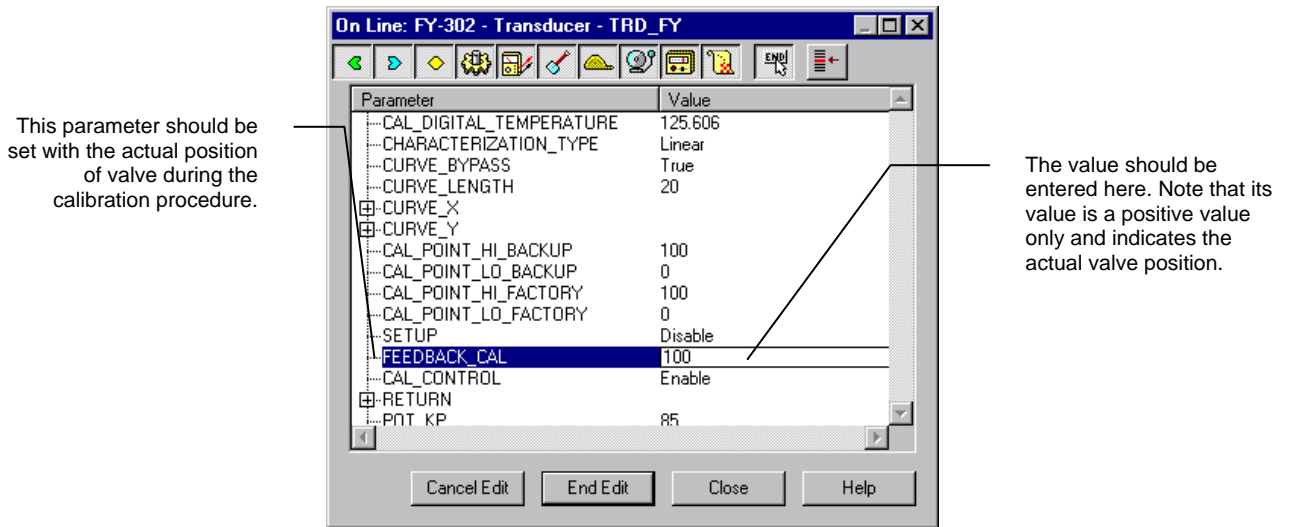 On Line: FY-302 - Transducer - TRD_FY
END
Parameter Value
CAL_DIGITAL_TEMPERATURE 125.606
CHARACTERIZATION_TYPE Linear
CURVE_BYPASS True
CURVE_LENGTH 20
CURVE_X
CURVE_Y
CAL_POINT_HI_BACKUP 100
CAL_POINT_LO_BACKUP 0
CAL_POINT_HI_FACTORY 100
CAL_POINT_LO_FACTORY 0
SETUP Disable
FEEDBACK_CAL 100
CAL_CONTROL Enable
RETURN
POT_KP 85
Cancel Edit End Edit Close Help
This parameter should be
set with the actual position
of valve during the
calibration procedure.
The value should be
entered here. Note that its
value is a positive value
only and indicates the
actual valve position.